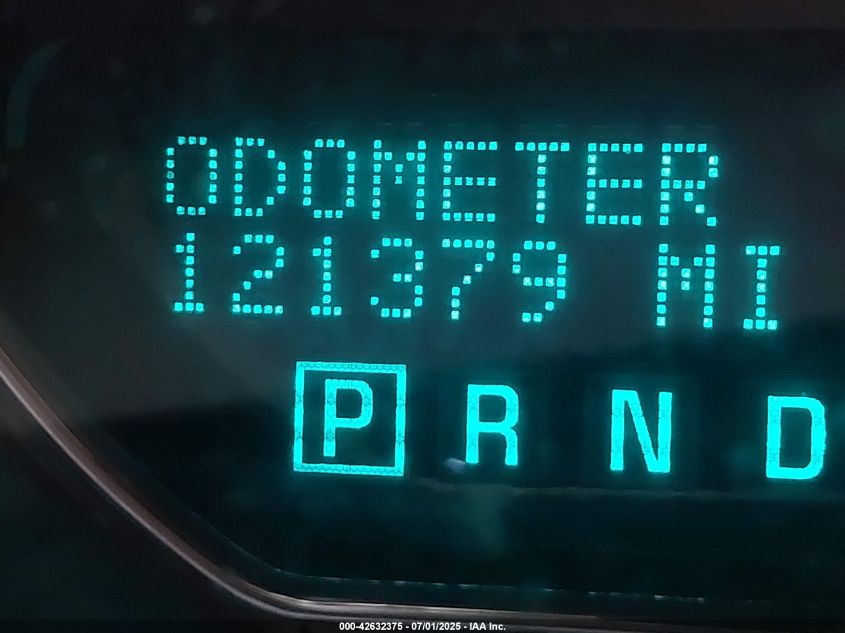 ODOMETER
121379 MI
P R N D
000-42632375 - 07/01/2025 - IAA Inc.